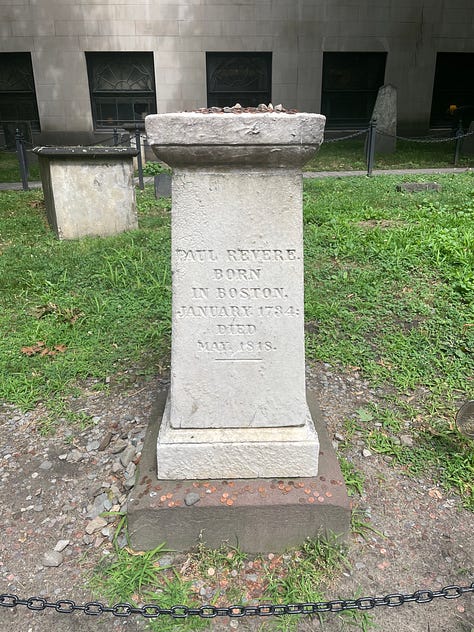 PAUL REVERE.
BORN
IN BOSTON,
JANUARY, 1734:
DIED
MAY, 1818.